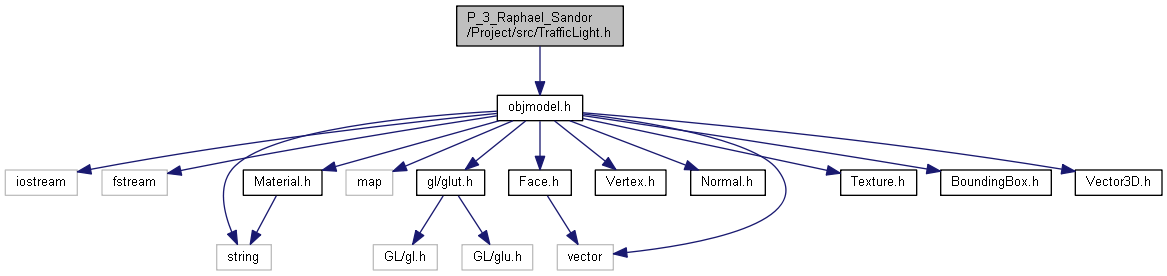 P_3_Raphael_Sandor
/Project/src/TrafficLight.h
objmodel.h
iostream
fstream
Material.h
map
gl/glut.h
Face.h
Vertex.h
Normal.h
Texture.h
BoundingBox.h
Vector3D.h
string
GL/gl.h
GL/glu.h
vector